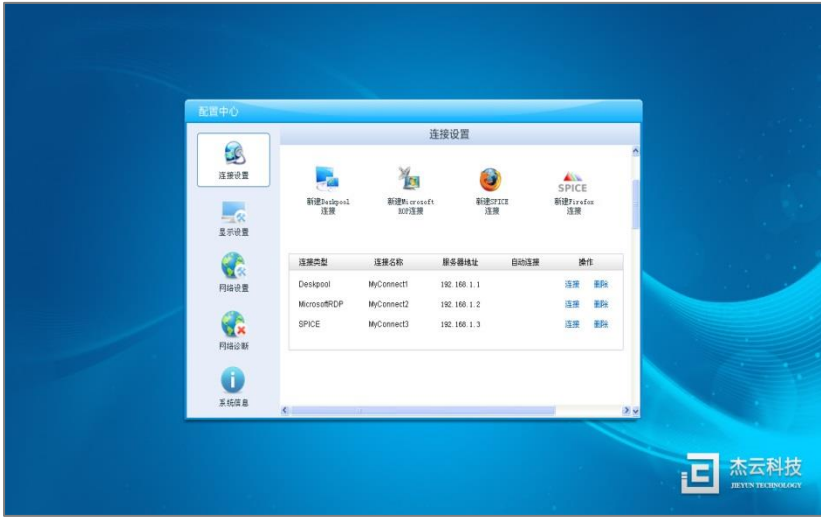 配置中心
连接设置
连接设置
显示设置
网络设置
网络诊断
系统信息
新建Deskpool
连接
新建Microsoft
ROP连接
新建SPICE
连接
SPICE
新建Firefox
连接
连接类型 连接名称 服务器地址 自动连接 操作
Deskpool MyConnect1 192.168.1.1 连接 删除
MicrosoftRDP MyConnect2 192.168.1.2 连接 删除
SPICE MyConnect3 192.168.1.3 连接 删除
杰云科技
JIEYUN TECHNOLOGY